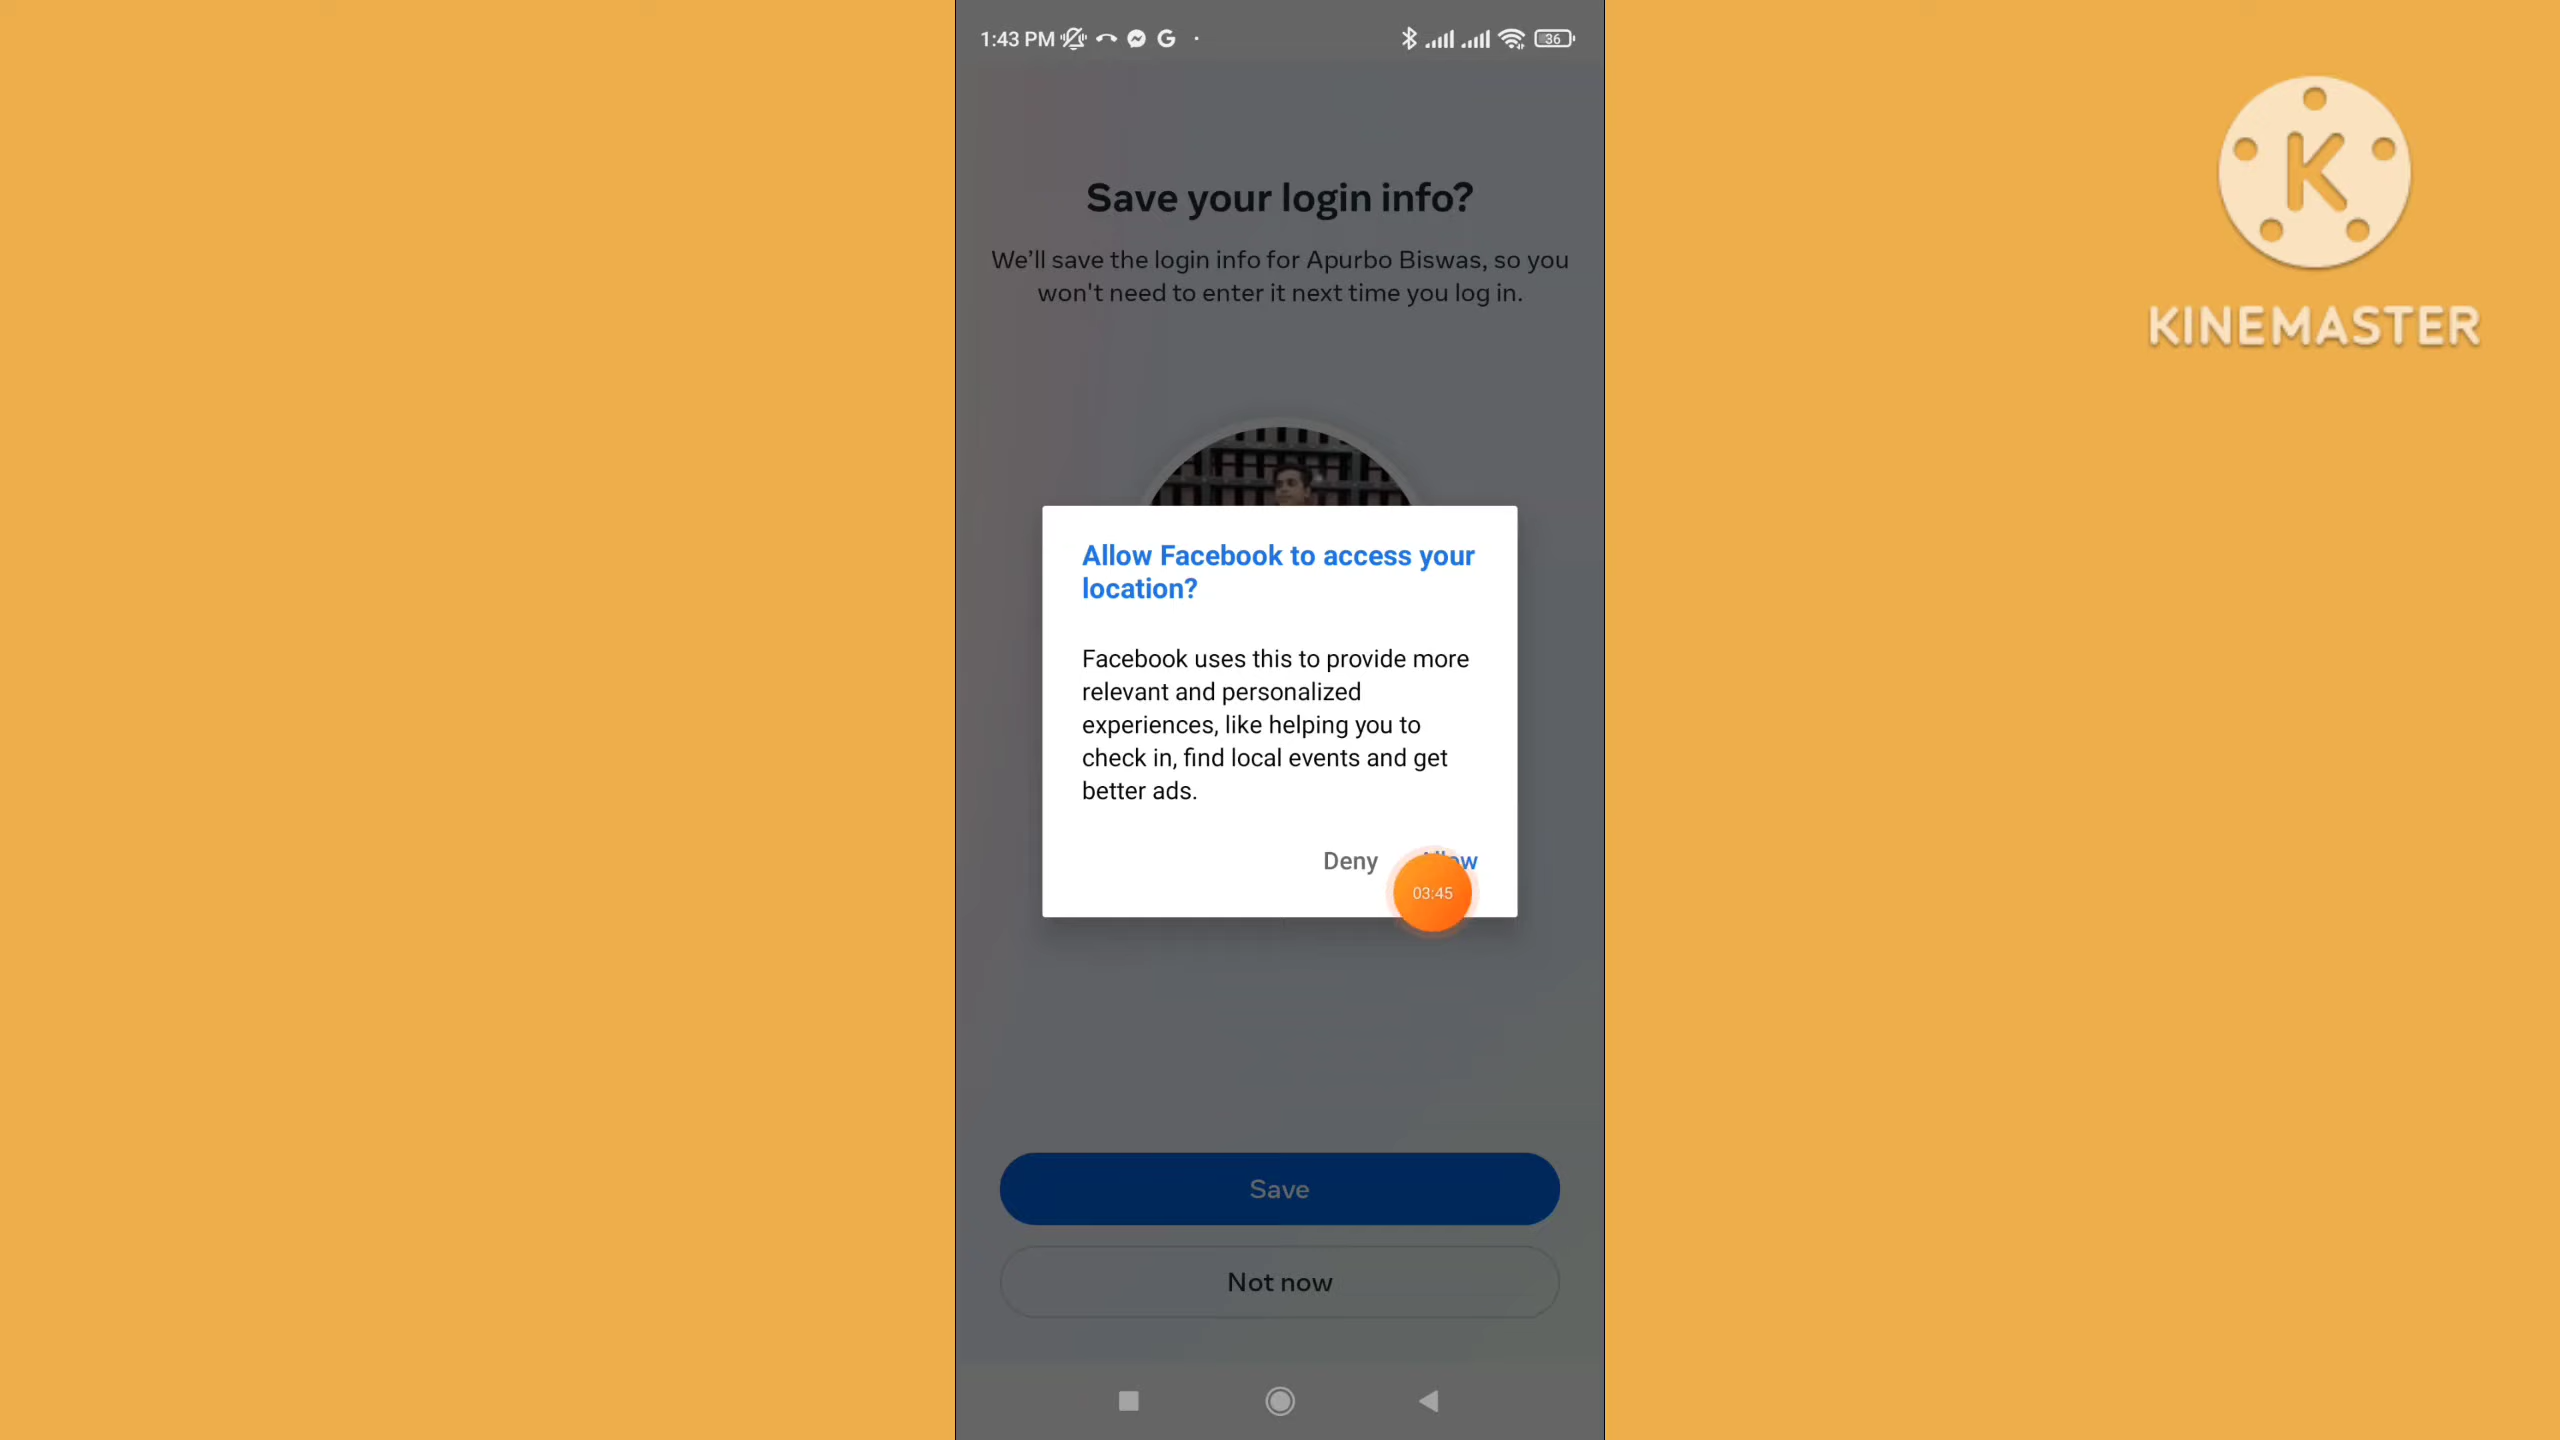 1:43 PM
36
K
KINEMASTER
Save your login info?
We'll save the login info for Apurbo Biswas, so you
won't need to enter it next time you log in.
Allow Facebook to access your
location?
Facebook uses this to provide more
relevant and personalized
experiences, like helping you to
check in, find local events and get
better ads.
Deny Allow
03:45
Save
Not now